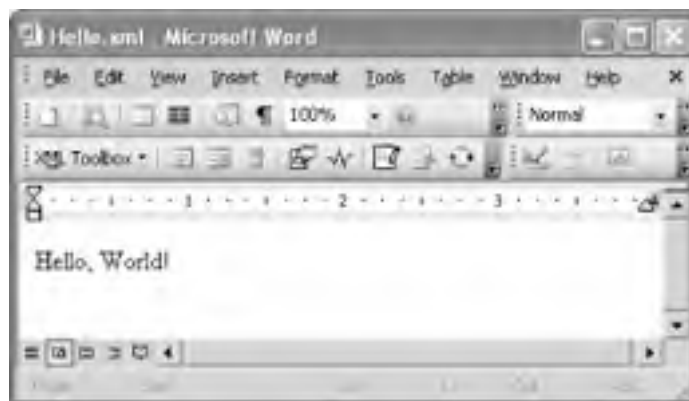 Hello.xml Microsoft Word
File Edit View Insert Format Tools Table Window Help
100% Normal
XML Toolbox
1 2 3
Hello, World!